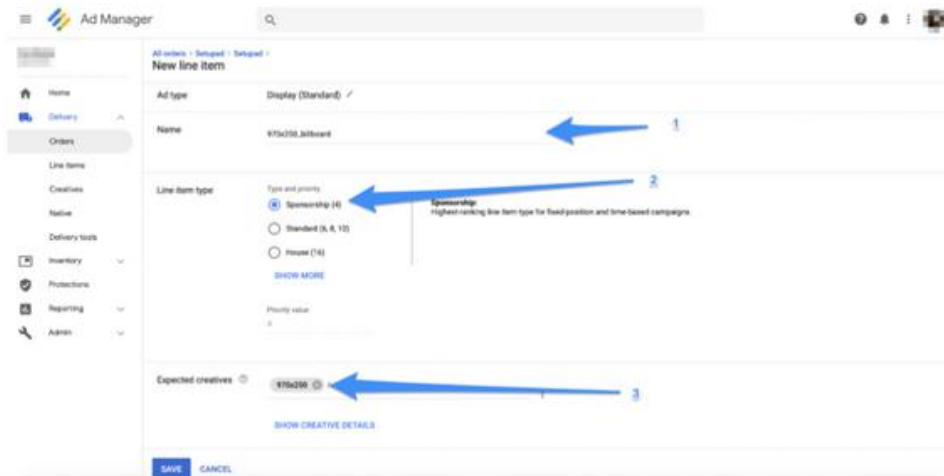 Ad Manager
All orders > Setupad > Setupad >
New line item
Home
Delivery
Orders
Line items
Creatives
Native
Delivery tools
Inventory
Protections
Reporting
Admin
Ad type
Display (Standard)
Name
970x250_billboard
1
Line item type
Type and priority
2
Sponsorship (4)
Standard (6, 8, 10)
House (16)
SHOW MORE
Sponsorship:
Highest-ranking line item type for fixed-position and time-based campaigns
Priority value
4
Expected creatives
970x250
3
SHOW CREATIVE DETAILS
SAVE
CANCEL